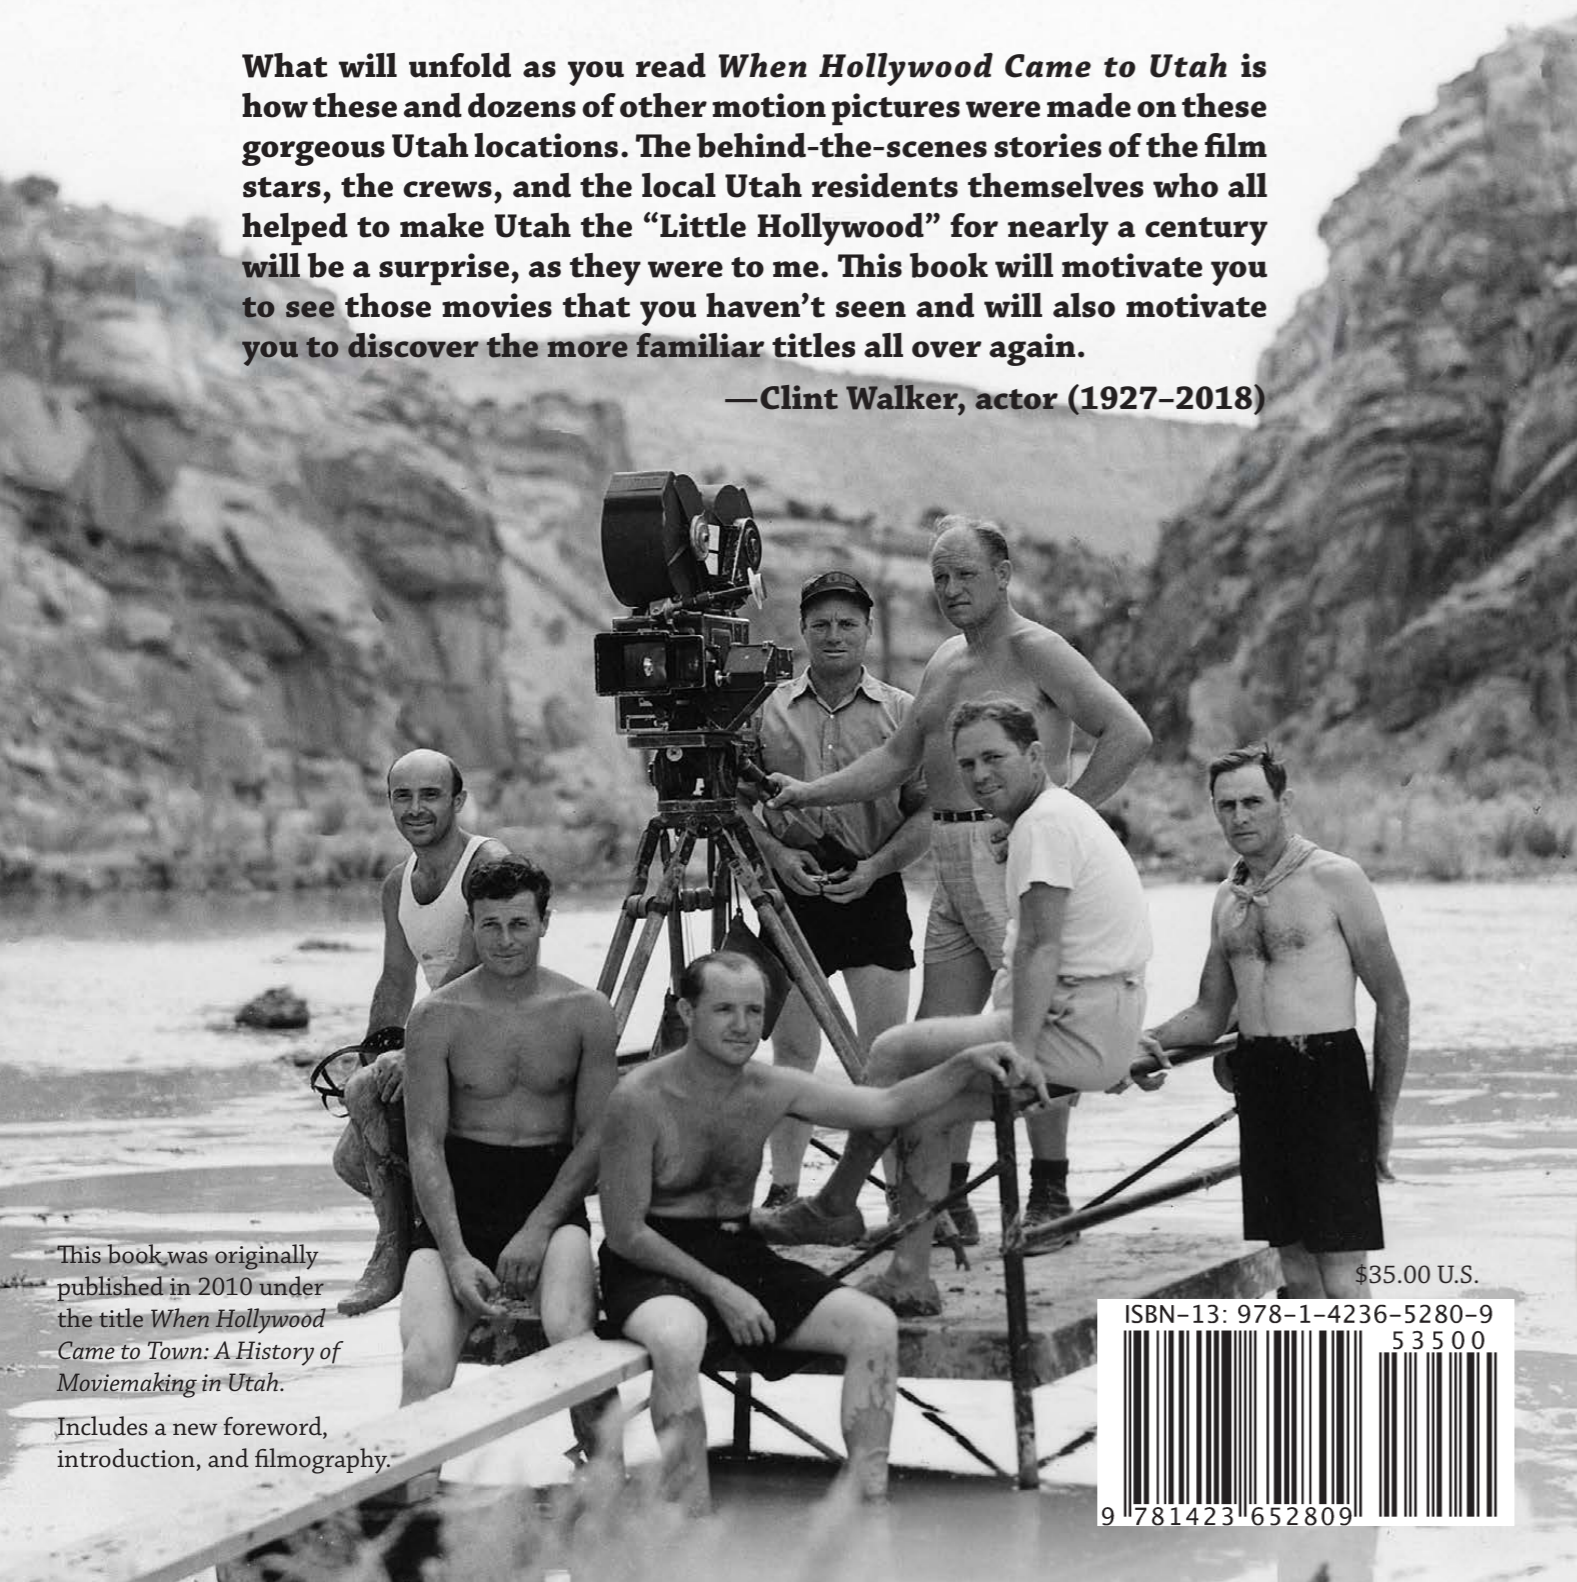 What will unfold as you read When Hollywood Came to Utah is
how these and dozens of other motion pictures were made on these
gorgeous Utah locations. The behind-the-scenes stories of the film
stars, the crews, and the local Utah residents themselves who all
helped to make Utah the “Little Hollywood” for nearly a century
will be a surprise, as they were to me. This book will motivate you
to see those movies that you haven’t seen and will also motivate
you to discover the more familiar titles all over again.
—Clint Walker, actor (1927–2018)
This book was originally
published in 2010 under
the title When Hollywood
Came to Town: A History of
Moviemaking in Utah.
Includes a new foreword,
introduction, and filmography.
$35.00 U.S.
ISBN-13: 978-1-4236-5280-9
53500
9 781423 652809